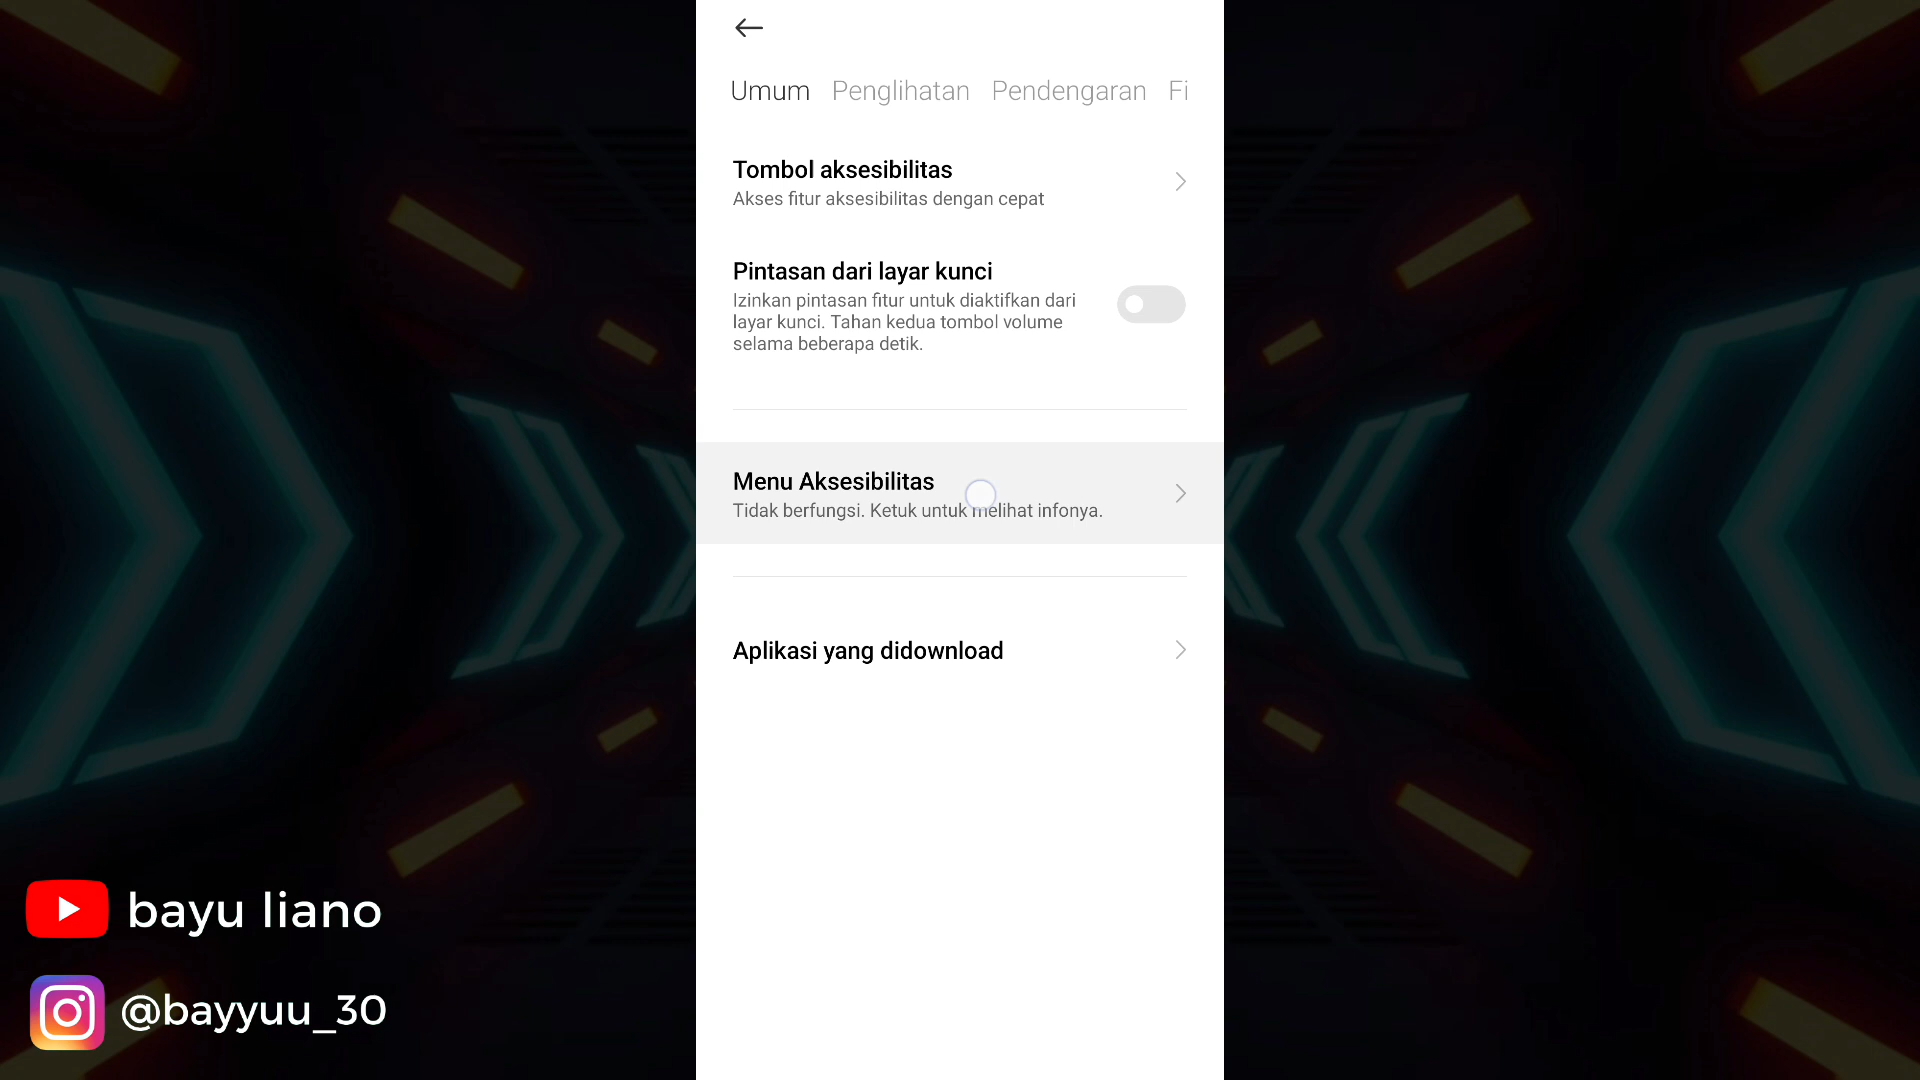 Umum Penglihatan Pendengaran Fi
Tombol aksesibilitas
Akses fitur aksesibilitas dengan cepat
Pintasan dari layar kunci
Izinkan pintasan fitur untuk diaktifkan dari
layar kunci. Tahan kedua tombol volume
selama beberapa detik.
Menu Aksesibilitas
Tidak berfungsi. Ketuk untuk melihat infonya.
Aplikasi yang didownload
bayu liano
@bayyuu_30